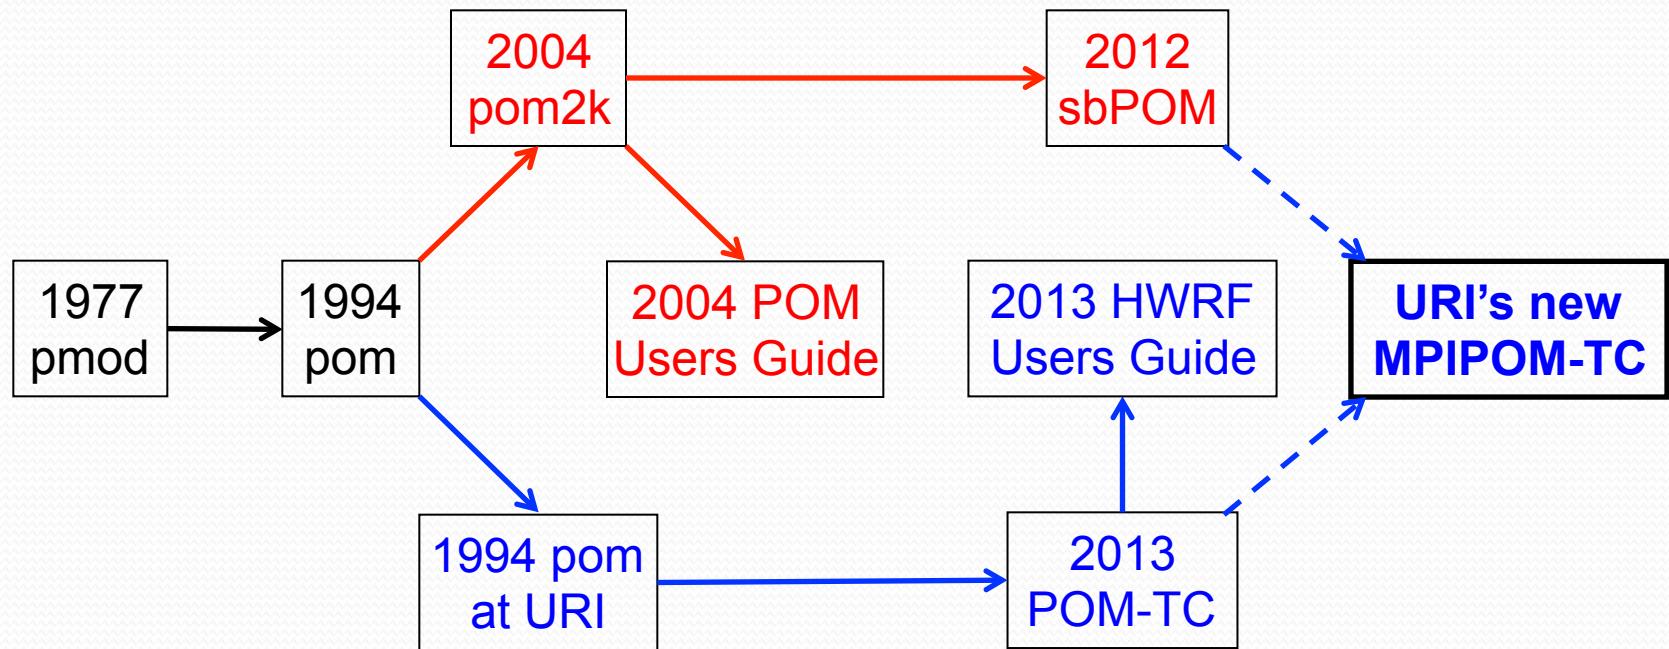 2004
pom2k
2012
sbPOM
1977
pmod
1994
pom
2004 POM
Users Guide
2013 HWRF
Users Guide
URI’s new
MPIPOM-TC
1994 pom
at URI
2013
POM-TC